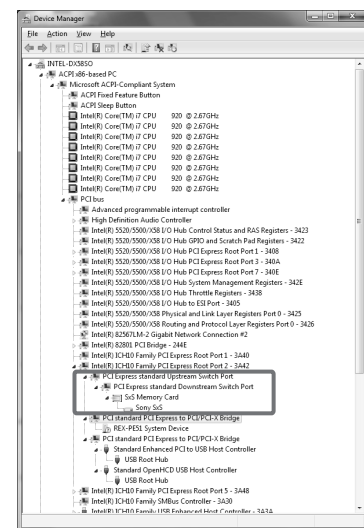 Device Manager
File Action View Help
INTEL-DX58SO
ACPI x86-based PC
Microsoft ACPI-Compliant System
ACPI Fixed Feature Button
ACPI Sleep Button
Intel(R) Core(TM) i7 CPU 920 @ 2.67GHz
Intel(R) Core(TM) i7 CPU 920 @ 2.67GHz
Intel(R) Core(TM) i7 CPU 920 @ 2.67GHz
Intel(R) Core(TM) i7 CPU 920 @ 2.67GHz
Intel(R) Core(TM) i7 CPU 920 @ 2.67GHz
Intel(R) Core(TM) i7 CPU 920 @ 2.67GHz
Intel(R) Core(TM) i7 CPU 920 @ 2.67GHz
Intel(R) Core(TM) i7 CPU 920 @ 2.67GHz
PCI bus
Advanced programmable interrupt controller
High Definition Audio Controller
Intel(R) 5520/5500/X58 I/O Hub Control Status and RAS Registers - 3423
Intel(R) 5520/5500/X58 I/O Hub GPIO and Scratch Pad Registers - 3422
Intel(R) 5520/5500/X58 I/O Hub PCI Express Root Port 1 - 3408
Intel(R) 5520/5500/X58 I/O Hub PCI Express Root Port 3 - 340A
Intel(R) 5520/5500/X58 I/O Hub PCI Express Root Port 7 - 340E
Intel(R) 5520/5500/X58 I/O Hub System Management Registers - 342E
Intel(R) 5520/5500/X58 I/O Hub Throttle Registers - 3438
Intel(R) 5520/5500/X58 I/O Hub to ESI Port - 3405
Intel(R) 5520/5500/X58 Physical and Link Layer Registers Port 0 - 3425
Intel(R) 5520/5500/X58 Routing and Protocol Layer Registers Port 0 - 3426
Intel(R) 82567LM-2 Gigabit Network Connection #2
Intel(R) 82801 PCI Bridge - 244E
Intel(R) ICH10 Family PCI Express Root Port 1 - 3A40
Intel(R) ICH10 Family PCI Express Root Port 2 - 3A42
PCI Express standard Upstream Switch Port
PCI Express standard Downstream Switch Port
SxS Memory Card
Sony SxS
PCI standard PCI Express to PCI/PCI-X Bridge
REX-PE51 System Device
PCI standard PCI Express to PCI/PCI-X Bridge
Standard Enhanced PCI to USB Host Controller
USB Root Hub
Standard OpenHCD USB Host Controller
USB Root Hub
Intel(R) ICH10 Family PCI Express Root Port 5 - 3A48
Intel(R) ICH10 Family SMBus Controller - 3A30
Intel(R) ICH10 Family USB Enhanced Host Controller - 3A3A